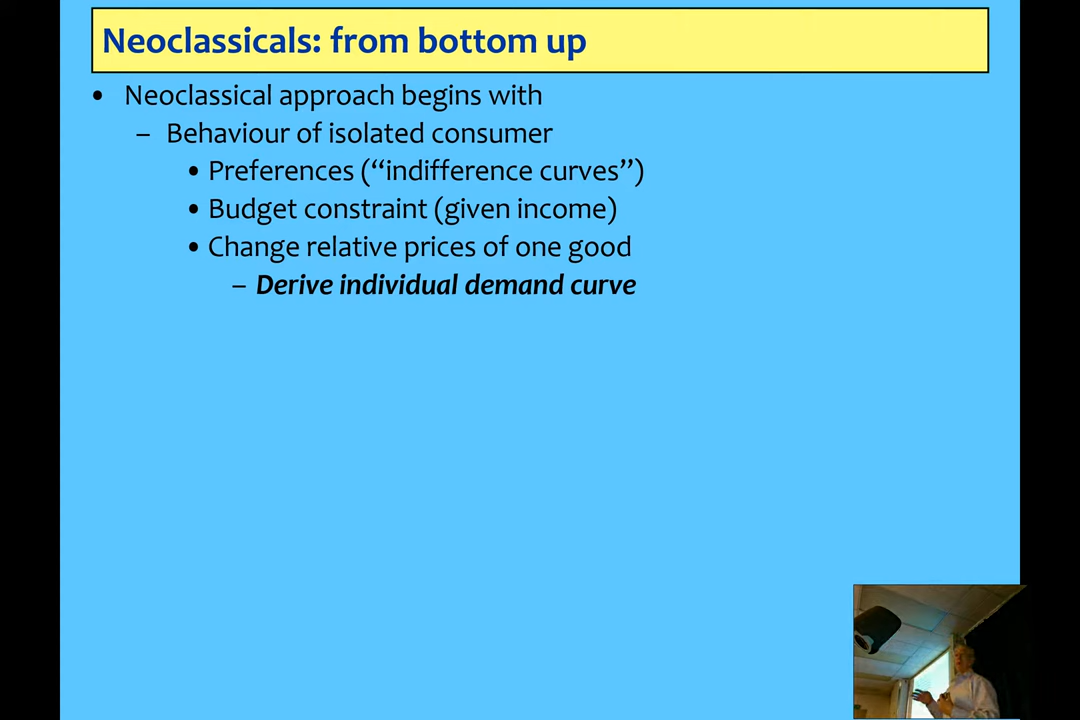 Neoclassicals: from bottom up
• Neoclassical approach begins with
– Behaviour of isolated consumer
• Preferences (“indifference curves”)
• Budget constraint (given income)
• Change relative prices of one good
– Derive individual demand curve